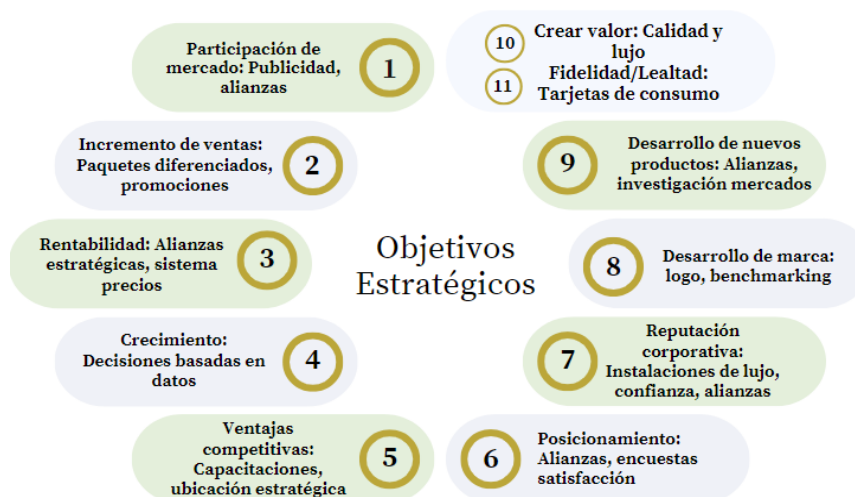 Objetivos
Estratégicos
Participación de
mercado: Publicidad,
alianzas
1
Incremento de ventas:
Paquetes diferenciados,
promociones
2
Rentabilidad: Alianzas
estratégicas, sistema
precios
3
Crecimiento:
Decisiones basadas en
datos
4
Ventajas
competitivas:
Capacitaciones,
ubicación estratégica
5
6
Posicionamiento:
Alianzas, encuestas
satisfacción
7
Reputación
corporativa:
Instalaciones de lujo,
confianza, alianzas
8
Desarrollo de marca:
logo, benchmarking
9
Desarrollo de nuevos
productos: Alianzas,
investigación mercados
10
Crear valor: Calidad y
lujo
11
Fidelidad/Lealtad:
Tarjetas de consumo